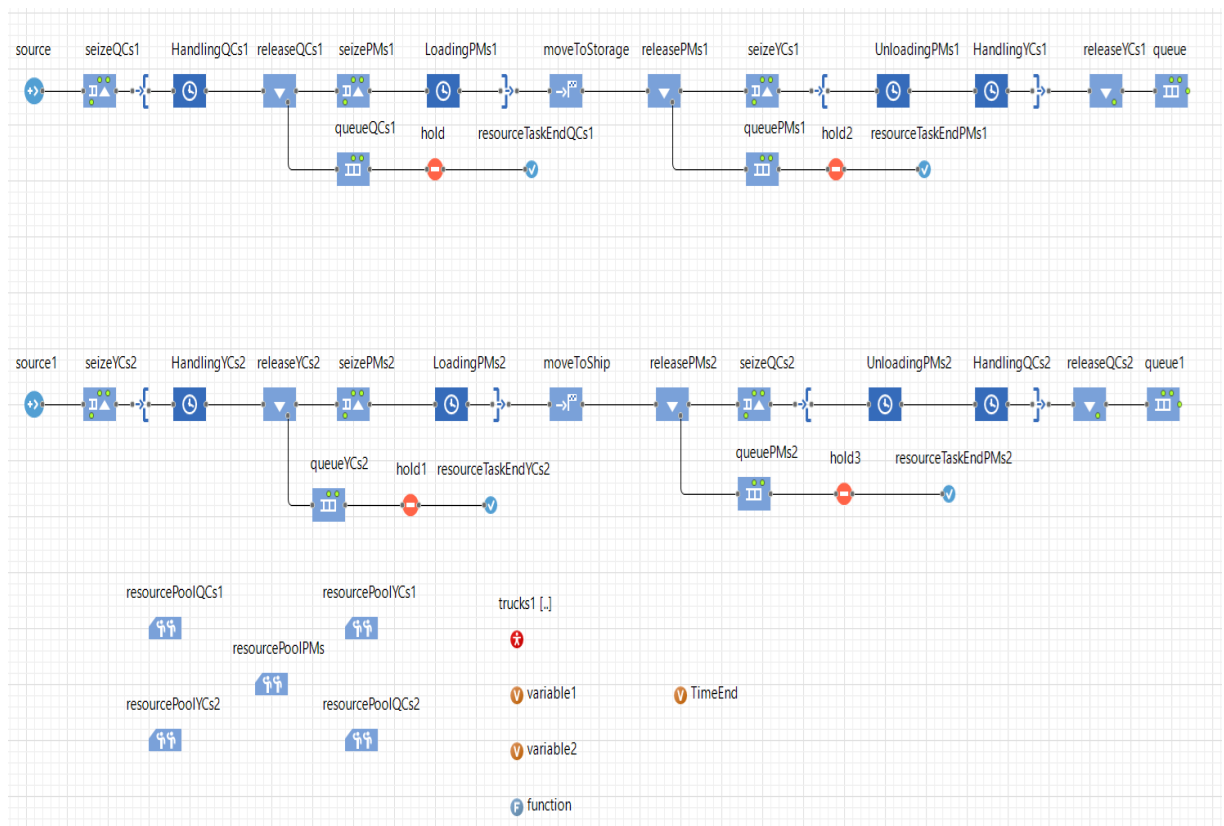 source seizeQCs1 HandlingQCs1 releaseQCs1 seizePMs1 LoadingPMs1 moveToStorage releasePMs1 seizeYCs1 UnloadingPMs1 HandlingYCs1 releaseYCs1 queue
queueQCs1 hold resourceTaskEndQCs1 queuePMs1 hold2 resourceTaskEndPMs1
source1 seizeYCs2 HandlingYCs2 releaseYCs2 seizePMs2 LoadingPMs2 moveToShip releasePMs2 seizeQCs2 UnloadingPMs2 HandlingQCs2 releaseQCs2 queue1
queueYCs2 hold1 resourceTaskEndYCs2 queuePMs2 hold3 resourceTaskEndPMs2
resourcePoolQCs1 resourcePoolYCs1 trucks1 [..]
resourcePoolPMs
resourcePoolYCs2 resourcePoolQCs2 variable1 TimeEnd
variable2
function